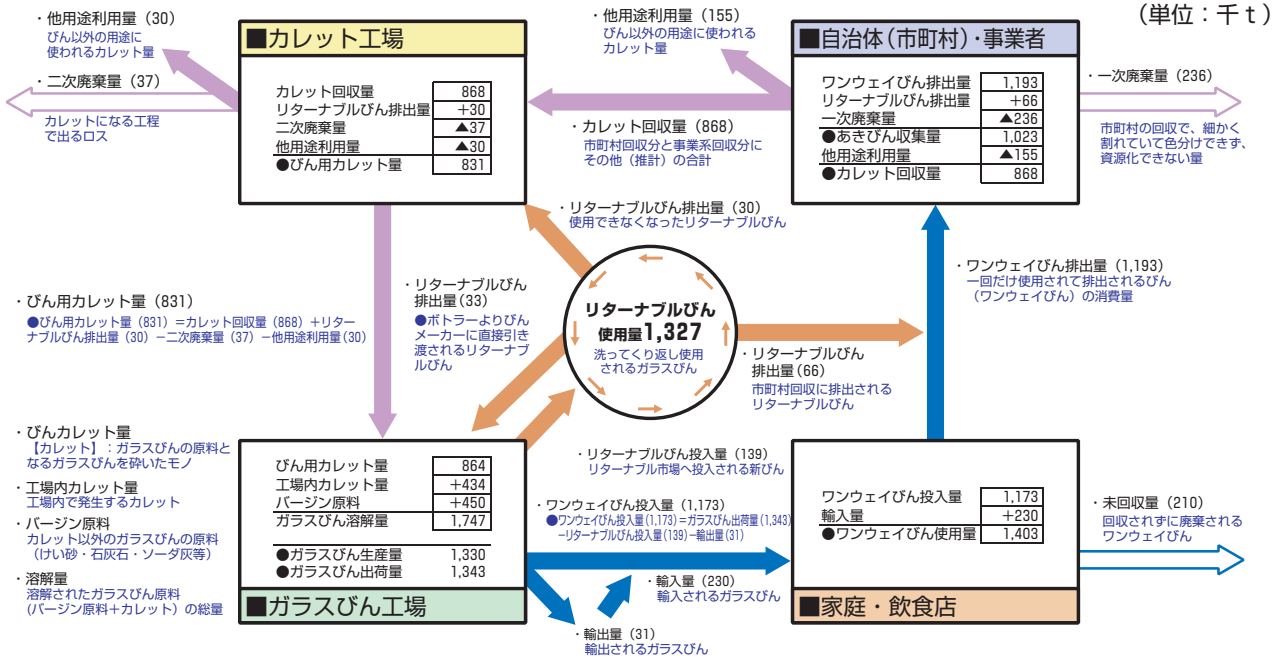 (単位：千ｔ)
・他用途利用量（30）
びん以外の用途に
使われるカレット量
・二次廃棄量（37）
カレットになる工程
で出るロス
■カレット工場
カレット回収量 868
リターナブルびん排出量 +30
二次廃棄量 ▲37
他用途利用量 ▲30
●びん用カレット量 831
・他用途利用量（155）
びん以外の用途に使われる
カレット量
・カレット回収量（868）
市町村回収分と事業系回収分に
その他（推計）の合計
■自治体(市町村)・事業者
ワンウェイびん排出量 1,193
リターナブルびん排出量 +66
一次廃棄量 ▲236
●あきびん収集量 1,023
他用途利用量 ▲155
●カレット回収量 868
・一次廃棄量（236）
市町村の回収で、細かく
割れていて色分けできず、
資源化できない量
・リターナブルびん排出量（30）
使用できなくなったリターナブルびん
・びん用カレット量（831）
●びん用カレット量（831）＝カレット回収量（868）＋リター
ナブルびん排出量（30）−二次廃棄量（37）−他用途利用量(30)
・リターナブルびん
排出量(33)
●ボトラーよりびん
メーカーに直接引き
渡されるリターナブ
ルびん
リターナブルびん
使用量1,327
洗ってくり返し使用
されるガラスびん
・リターナブルびん
排出量(66)
市町村回収に排出される
リターナブルびん
・ワンウェイびん排出量（1,193）
一回だけ使用されて排出されるびん
（ワンウェイびん）の消費量
・びんカレット量
【カレット】：ガラスびんの原料と
なるガラスびんを砕いたモノ
・工場内カレット量
工場内で発生するカレット
・バージン原料
カレット以外のガラスびんの原料
（けい砂・石灰石・ソーダ灰等）
・溶解量
溶解されたガラスびん原料
(バージン原料＋カレット）の総量
びん用カレット量 864
工場内カレット量 +434
バージン原料 +450
ガラスびん溶解量 1,747
●ガラスびん生産量 1,330
●ガラスびん出荷量 1,343
■ガラスびん工場
・リターナブルびん投入量（139）
リターナブル市場へ投入される新びん
・ワンウェイびん投入量（1,173）
●ワンウェイびん投入量(1,173)＝ガラスびん出荷量(1,343)
−リターナブルびん投入量(139)−輸出量(31)
・輸入量（230）
輸入されるガラスびん
・輸出量（31）
輸出されるガラスびん
ワンウェイびん投入量 1,173
輸入量 +230
●ワンウェイびん使用量 1,403
■家庭・飲食店
・未回収量（210）
回収されずに廃棄される
ワンウェイびん